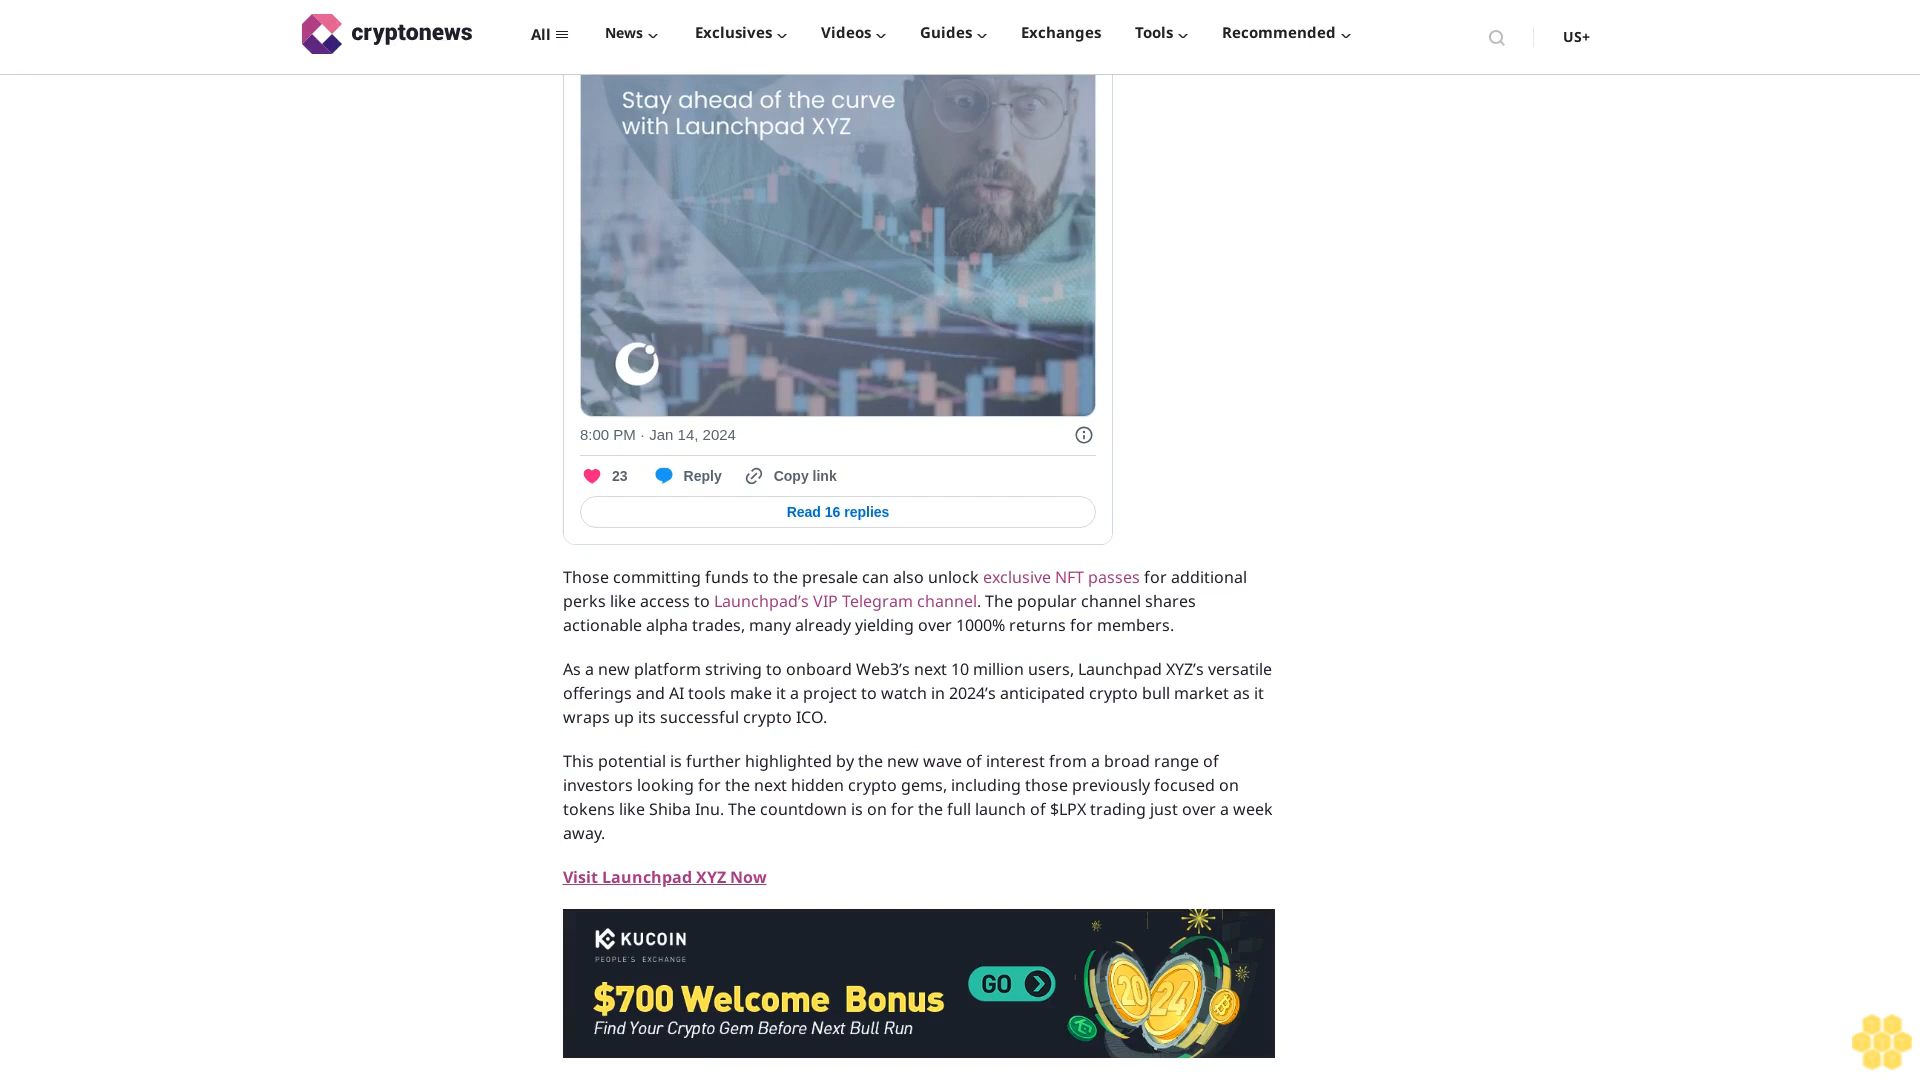 cryptonews
All
News
Exclusives
Videos
Guides
Exchanges
Tools
Recommended
US+
Stay ahead of the curve
with Launchpad XYZ
8:00 PM · Jan 14, 2024
23
Reply
Copy link
Read 16 replies
Those committing funds to the presale can also unlock exclusive NFT passes for additional
perks like access to Launchpad’s VIP Telegram channel. The popular channel shares
actionable alpha trades, many already yielding over 1000% returns for members.
As a new platform striving to onboard Web3’s next 10 million users, Launchpad XYZ’s versatile
offerings and AI tools make it a project to watch in 2024’s anticipated crypto bull market as it
wraps up its successful crypto ICO.
This potential is further highlighted by the new wave of interest from a broad range of
investors looking for the next hidden crypto gems, including those previously focused on
tokens like Shiba Inu. The countdown is on for the full launch of $LPX trading just over a week
away.
Visit Launchpad XYZ Now
KUCOIN
PEOPLE'S EXCHANGE
$700 Welcome Bonus
Find Your Crypto Gem Before Next Bull Run
GO
20
24